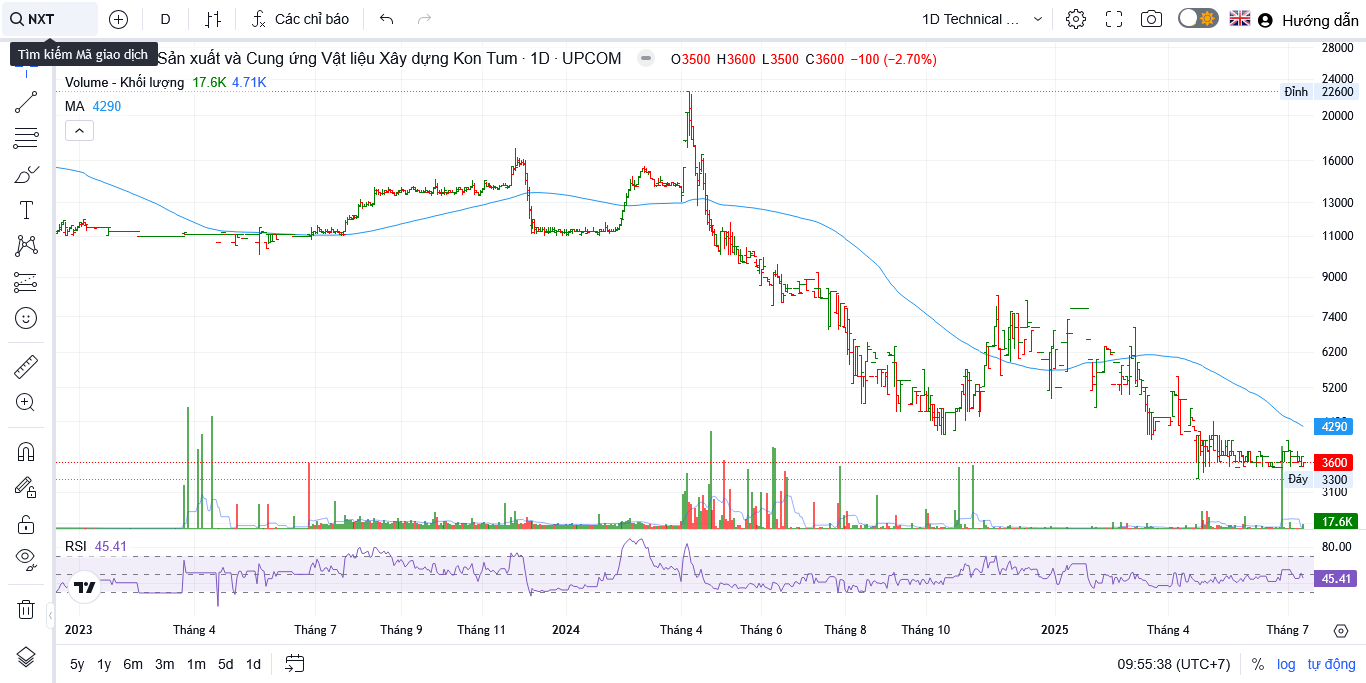 NXT D Các chỉ báo 1D Technical ... Hướng dẫn
Tìm kiếm Mã giao dịch
Sản xuất và Cung ứng Vật liệu Xây dựng Kon Tum · 1D · UPCOM O3500 H3600 L3500 C3600 −100 (−2.70%)
Volume - Khối lượng 17.6K 4.71K
MA 4290
28000
24000
Đỉnh 22600
20000
16000
13000
11000
9000
7400
6200
5200
4290
3600
Đáy 3300
3100
17.6K
RSI 45.41
80.00
45.41
2023 Tháng 4 Tháng 7 Tháng 9 Tháng 11 2024 Tháng 4 Tháng 6 Tháng 8 Tháng 10 2025 Tháng 4 Tháng 7
5y 1y 6m 3m 1m 5d 1d 09:55:38 (UTC+7) % log tự động